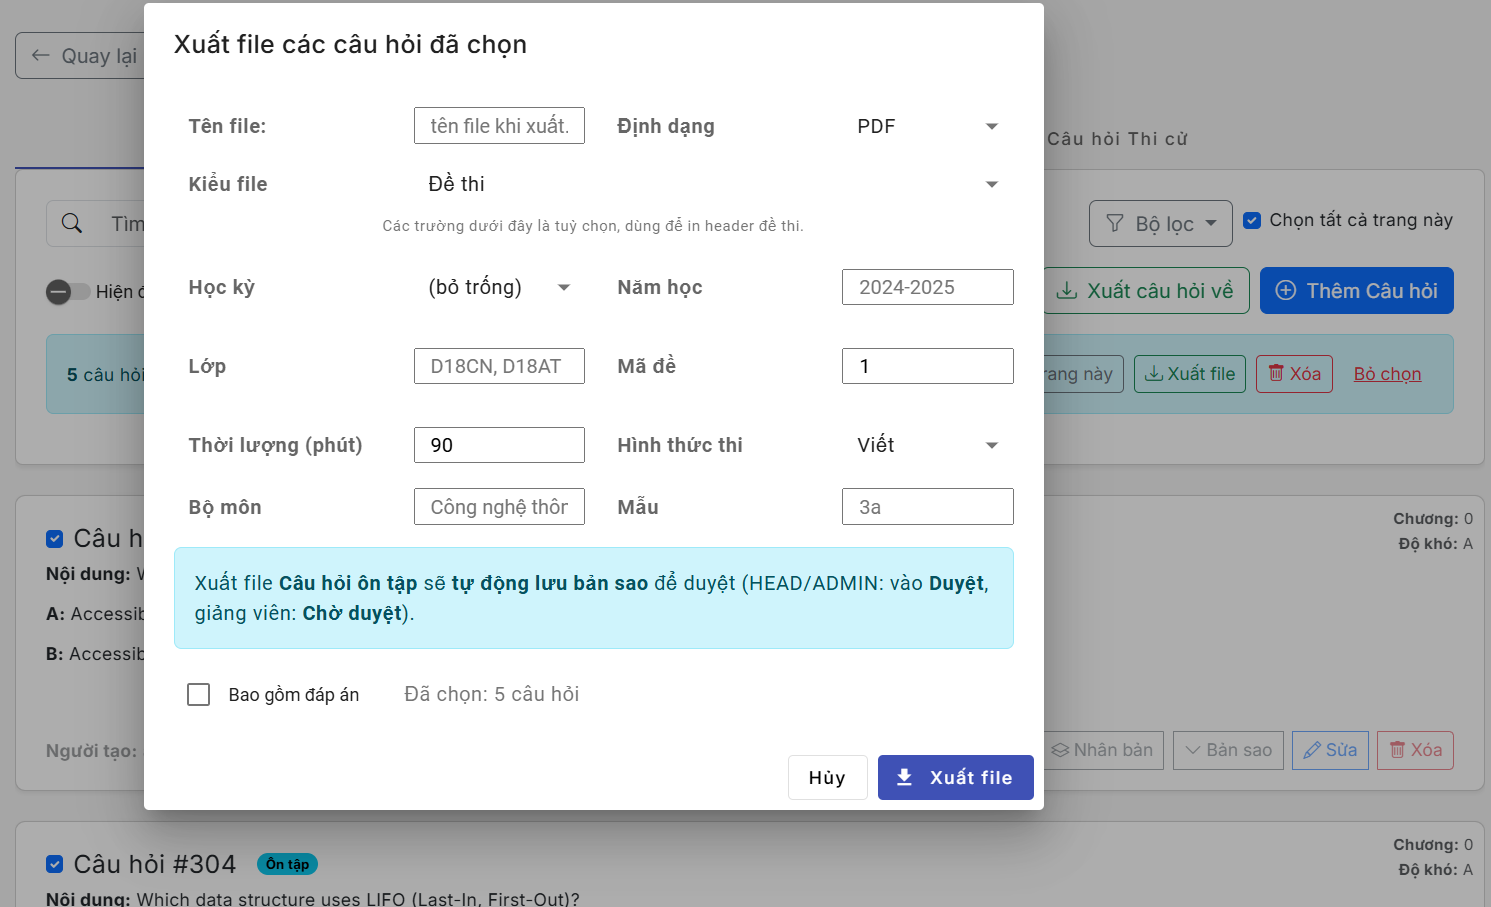 Quay lại
Xuất file các câu hỏi đã chọn
Tên file: tên file khi xuất. Định dạng PDF
Câu hỏi Thi cử
Kiểu file Đề thi
Các trường dưới đây là tuỳ chọn, dùng để in header đề thi.
Tìm
Bộ lọc Chọn tất cả trang này
Học kỳ (bỏ trống) Năm học 2024-2025
Hiện
Xuất câu hỏi về Thêm Câu hỏi
Lớp D18CN, D18AT Mã đề 1
5 câu hỏi
trang này Xuất file Xóa Bỏ chọn
Thời lượng (phút) 90 Hình thức thi Viết
Bộ môn Công nghệ thôn Mẫu 3a
Câu h
Chương: 0
Độ khó: A
Nội dung:
A: Accessib
B: Accessib
Xuất file Câu hỏi ôn tập sẽ tự động lưu bản sao để duyệt (HEAD/ADMIN: vào Duyệt,
giảng viên: Chờ duyệt).
Bao gồm đáp án Đã chọn: 5 câu hỏi
Người tạo:
Nhân bản Bản sao Sửa Xóa
Hủy Xuất file
Câu hỏi #304 Ôn tập
Chương: 0
Độ khó: A
Nội dung: Which data structure uses LIFO (Last-In, First-Out)?